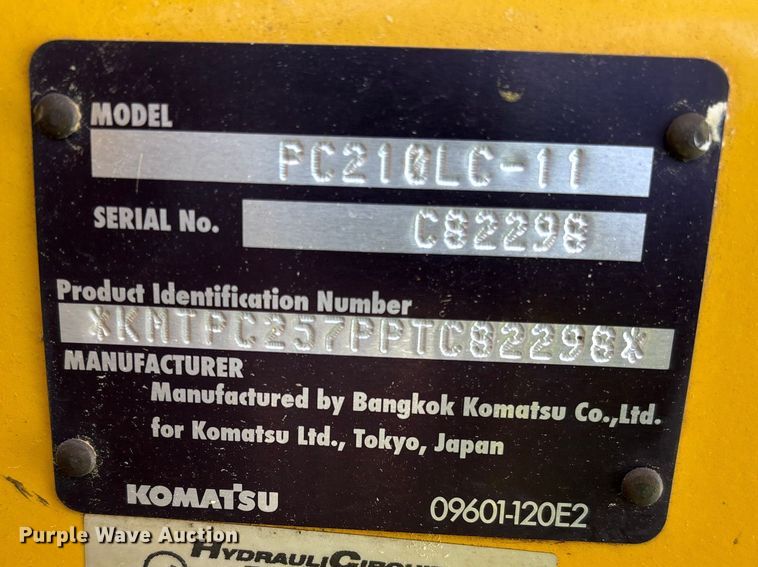 MODEL
PC210LC-11
SERIAL No.
C82298
Product Identification Number
*KMTPC257PPTC82298*
MANUFACTURER
Manufactured by Bangkok Komatsu Co.,Ltd.
for Komatsu Ltd., Tokyo, Japan
KOMATSU
09601-120E2
Purple Wave Auction